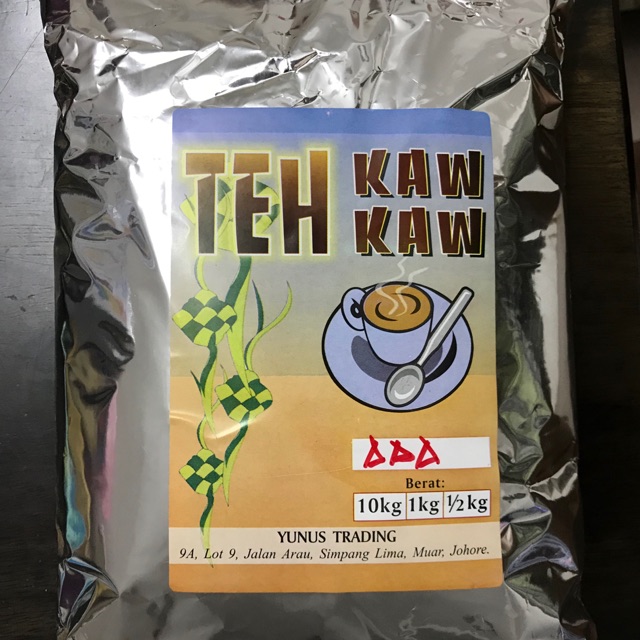 TEH KAW
KAW
AAA
Berat:
10kg 1kg ½kg
YUNUS TRADING
9A, Lot 9, Jalan Arau, Simpang Lima, Muar, Johore.